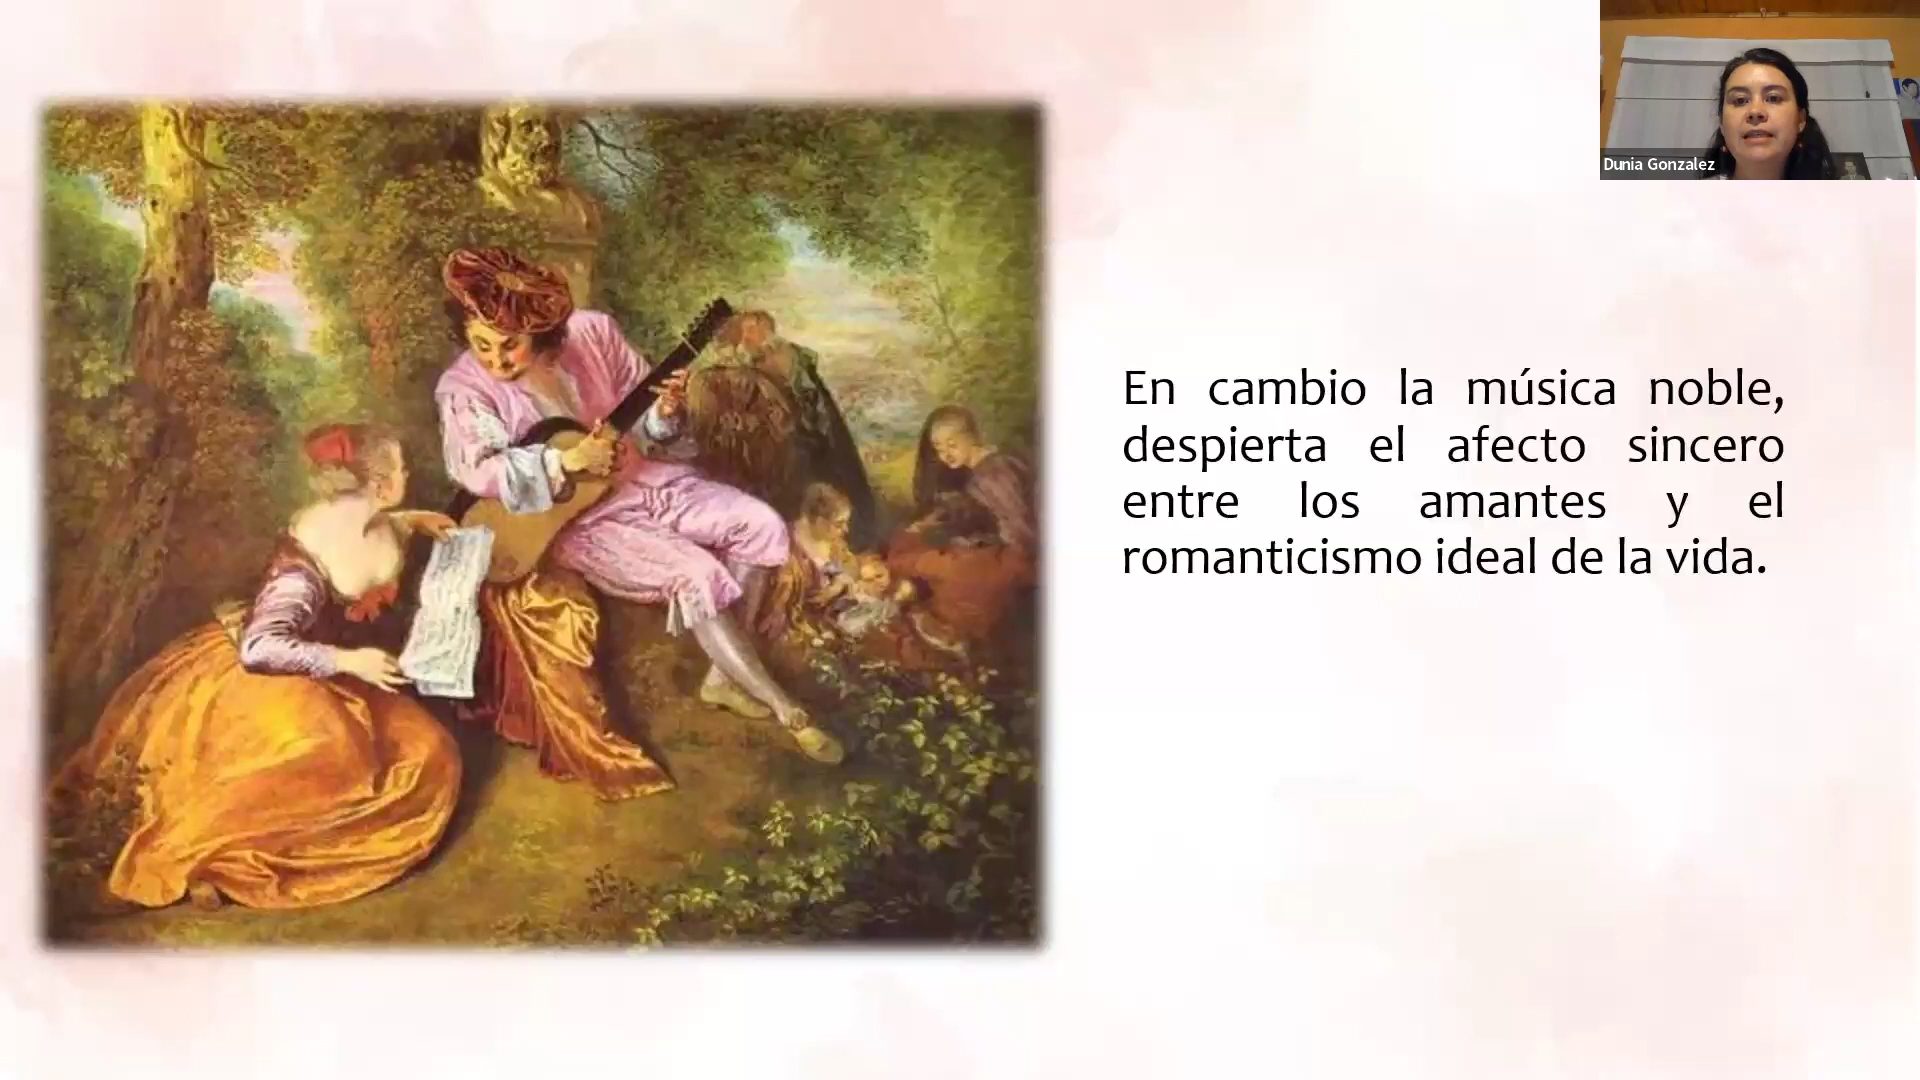 Dunia Gonzalez
En cambio la música noble,
despierta el afecto sincero
entre los amantes y el
romanticismo ideal de la vida.